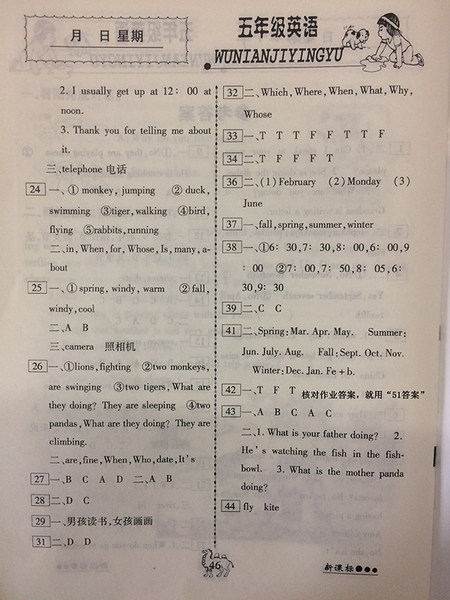 月 日 星期
五年级英语
WUNIANJIYINGYU
2. I usually get up at 12: 00 at
noon.
3. Thank you for telling me about
it.
三、telephone 电话
24 一、① monkey, jumping ② duck,
swimming ③tiger,walking ④bird,
flying ⑤rabbits,running
二、in, When, for, Whose, Is, many, a-
bout
25 一、① spring, windy, warm ② fall,
windy,cool
二、A B
三、camera 照相机
26 一、①lions,fighting ②two monkeys,
are swinging ③two tigers, What are
they doing? They are sleeping ④two
pandas, What are they doing? They are
climbing.
二、are,fine,When,Who,date,It's
27 一、B C A D 二、A B
28 二、D C
29 一、男孩读书,女孩画画
31 二、D D
32 二、Which, Where, When, What, Why,
Whose
33 一、T T F F T T F
34 二、T F F F T
36 二、(1) February (2) Monday (3)
June
37 一、fall,spring,summer,winter
38 一、①6: 30,7: 30,8: 00,6: 00,9
: 00 ②7: 00,7: 50,8: 05,6:
30,9: 30
39 二、C C
41 二、Spring: Mar. Apr. May. Summer:
Jun. July. Aug. Fall: Sept. Oct. Nov.
Winter: Dec. Jan. Fe + b.
42 一、T F T 核对作业答案，就用“51答案”
43 一、A B C A C
二、1. What is your father doing? 2.
He's watching the fish in the fish-
bowl. 3. What is the mother panda
doing?
44 fly kite
46
新课标